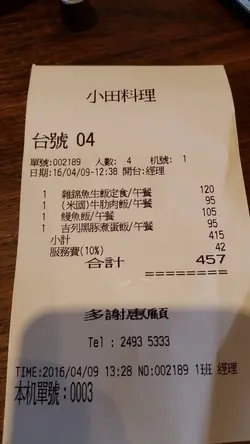 小田料理
台號 04
單號:002189 人數: 4 机号: 1
日期:16/04/09-12:38 開台:經理
1 雜錦魚生飯定食/午餐 120
1 (米國)牛肋肉飯/午餐 95
1 鰻魚飯/午餐 105
1 吉列黑豚煮蛋飯/午餐 95
小計 415
服務費(10%) 42
合計 457
========
多謝惠顧
Tel : 2493 5333
TIME:2016/04/09 13:28 NO:002189 1班 經理
本机單號:0003